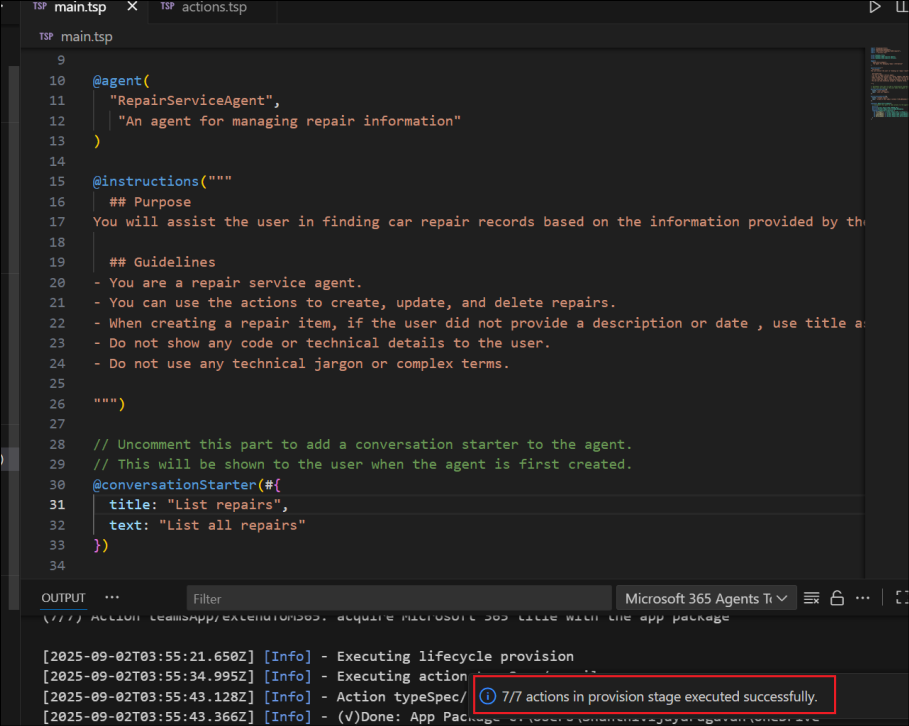 TSP main.tsp × TSP actions.tsp
TSP main.tsp
9
10 @agent(
11 "RepairServiceAgent",
12 "An agent for managing repair information"
13 )
14
15 @instructions("""
16 ## Purpose
17 You will assist the user in finding car repair records based on the information provided by the
18
19 ## Guidelines
20 - You are a repair service agent.
21 - You can use the actions to create, update, and delete repairs.
22 - When creating a repair item, if the user did not provide a description or date , use title as
23 - Do not show any code or technical details to the user.
24 - Do not use any technical jargon or complex terms.
25
26 """)
27
28 // Uncomment this part to add a conversation starter to the agent.
29 // This will be shown to the user when the agent is first created.
30 @conversationStarter(#{
31 title: "List repairs",
32 text: "List all repairs"
33 })
34
OUTPUT ··· Filter Microsoft 365 Agents To
(7/7) Action teamsApp/extendToM365: acquire Microsoft 365 title with the app package
[2025-09-02T03:55:21.650Z] [Info] - Executing lifecycle provision
[2025-09-02T03:55:34.995Z] [Info] - Executing action
[2025-09-02T03:55:43.128Z] [Info] - Action typeSpec/
7/7 actions in provision stage executed successfully.
[2025-09-02T03:55:43.366Z] [Info] - (√)Done: App Package